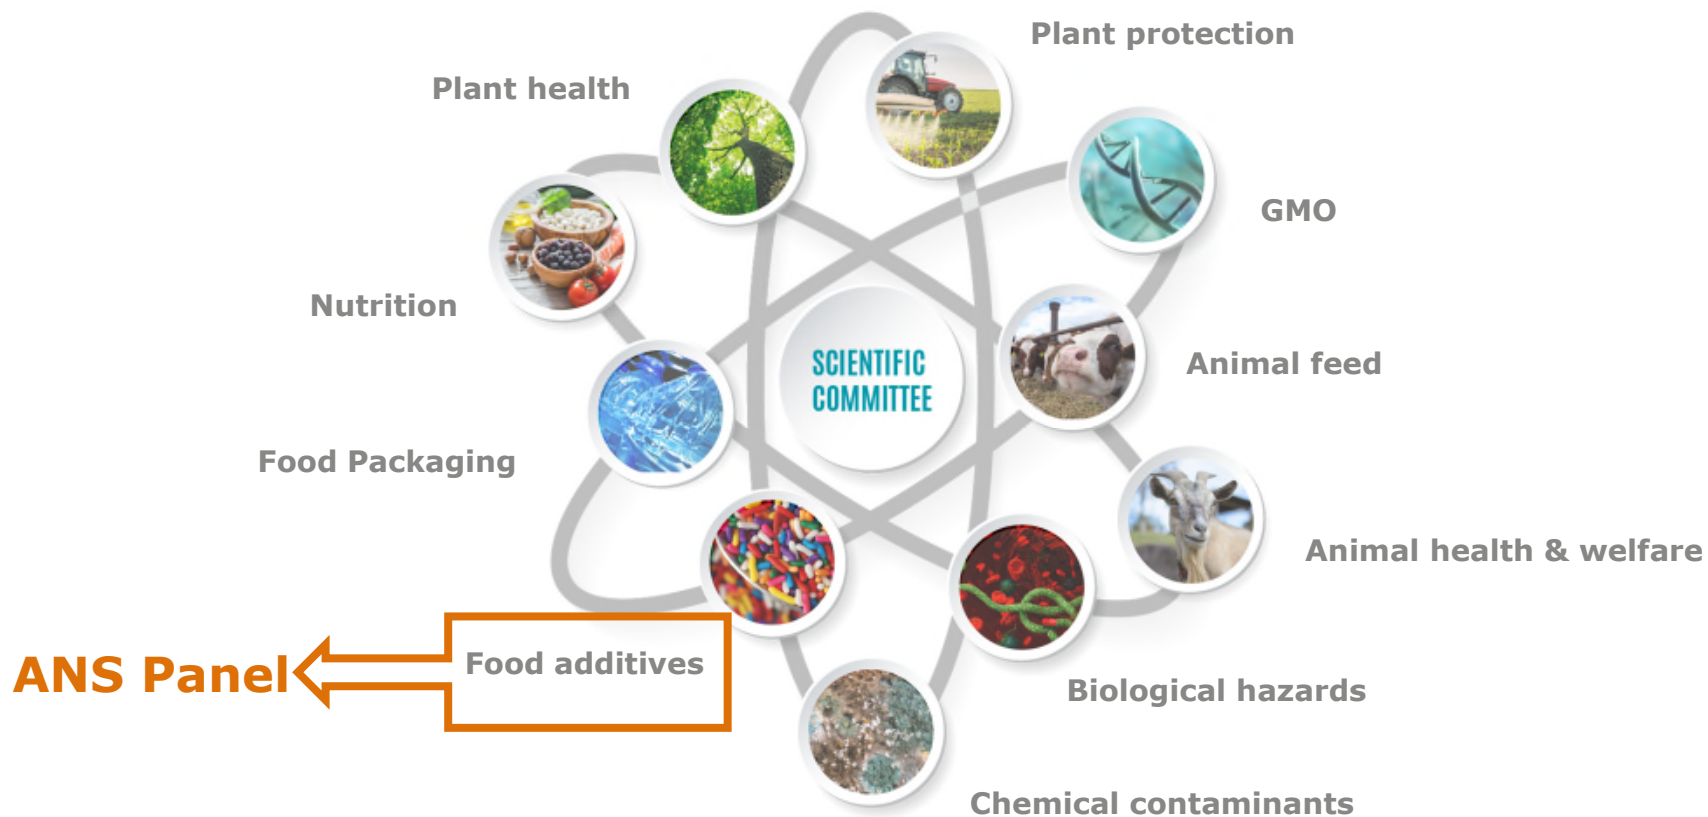 Plant protection
Plant health
GMO
Nutrition
SCIENTIFIC
COMMITTEE
Animal feed
Food Packaging
Animal health & welfare
ANS Panel
Food additives
Biological hazards
Chemical contaminants